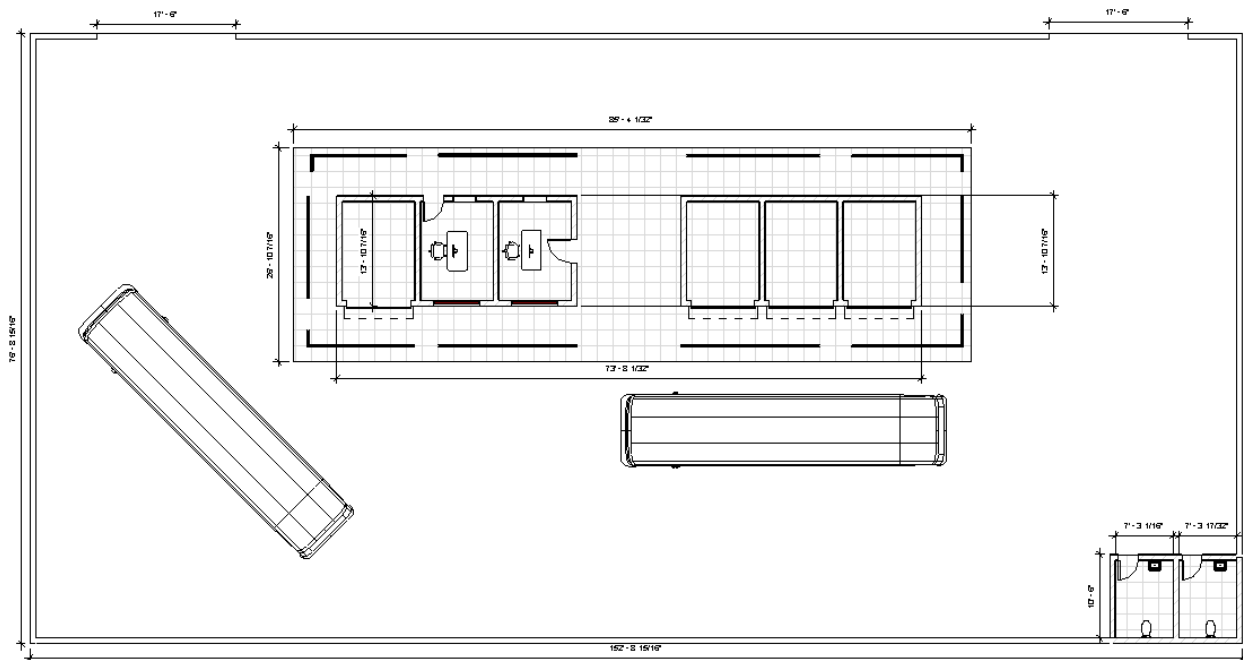 17' - 6"
17' - 6"
85' - 4 1/32"
26' - 10 7/16"
13' - 10 7/16"
13' - 10 7/16"
76' - 8 15/16"
73' - 8 1/32"
7' - 3 1/16"
7' - 3 17/32"
10' - 6"
152' - 8 15/16"